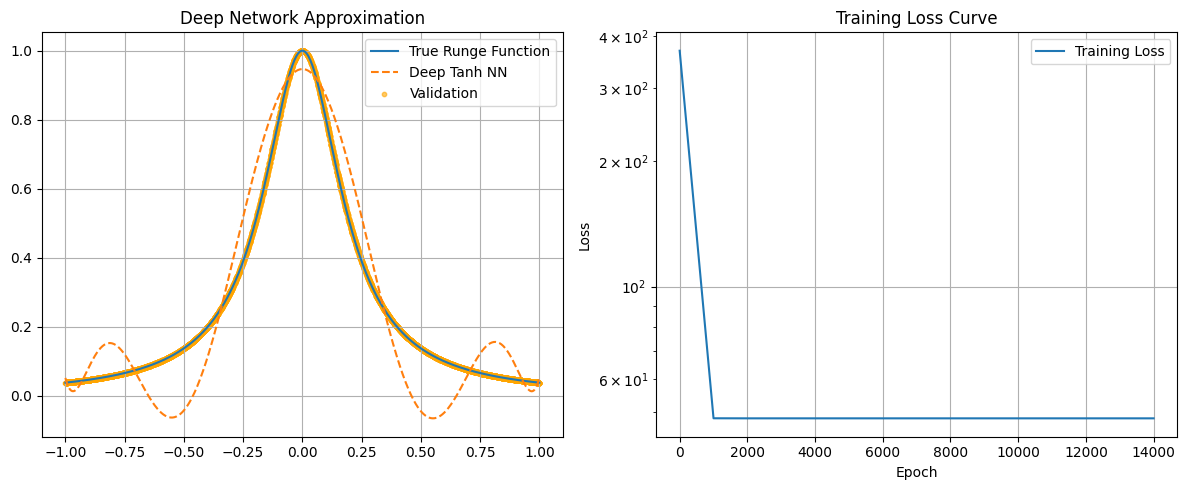 Deep Network Approximation
1.0
0.8
0.6
0.4
0.2
0.0
−1.00 −0.75 −0.50 −0.25 0.00 0.25 0.50 0.75 1.00
True Runge Function
Deep Tanh NN
Validation
Training Loss Curve
Loss
4 × 10²
3 × 10²
2 × 10²
10²
6 × 10¹
0 2000 4000 6000 8000 10000 12000 14000
Epoch
Training Loss